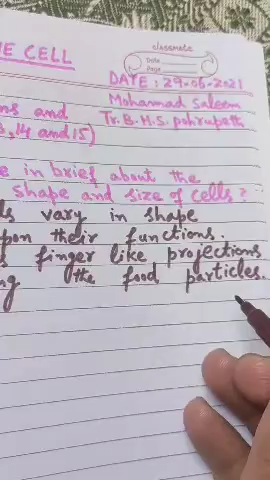 E CELL
classmate
Date
Page
DATE : 29-06-2021
ns and Mohammad Saleem
, 14 and 15) Tr. B.H.S. pohrupeth
e in brief about the
shape and size of cells?
ls vary in shape
pon their functions.
s finger like projections
ng the food particles.